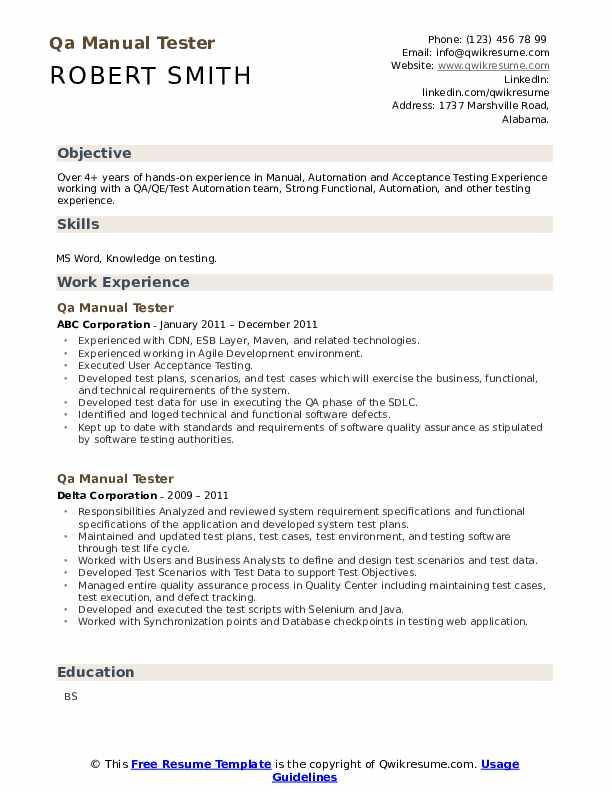 Qa Manual Tester
ROBERT SMITH
Phone: (123) 456 78 99
Email: info@qwikresume.com
Website: www.qwikresume.com
LinkedIn:
linkedin.com/qwikresume
Address: 1737 Marshville Road,
Alabama.
Objective
Over 4+ years of hands-on experience in Manual, Automation and Acceptance Testing Experience
working with a QA/QE/Test Automation team, Strong Functional, Automation, and other testing
experience.
Skills
MS Word, Knowledge on testing.
Work Experience
Qa Manual Tester
ABC Corporation - January 2011 – December 2011
• Experienced with CDN, ESB Layer, Maven, and related technologies.
• Experienced working in Agile Development environment.
• Executed User Acceptance Testing.
• Developed test plans, scenarios, and test cases which will exercise the business, functional,
and technical requirements of the system.
• Developed test data for use in executing the QA phase of the SDLC.
• Identified and loged technical and functional software defects.
• Kept up to date with standards and requirements of software quality assurance as stipulated
by software testing authorities.
Qa Manual Tester
Delta Corporation - 2009 – 2011
• Responsibilities Analyzed and reviewed system requirement specifications and functional
specifications of the application and developed system test plans.
• Maintained and updated test plans, test cases, test environment, and testing software
through test life cycle.
• Worked with Users and Business Analysts to define and design test scenarios and test data.
• Developed Test Scenarios with Test Data to support Test Objectives.
• Managed entire quality assurance process in Quality Center including maintaining test cases,
test execution, and defect tracking.
• Developed and executed the test scripts with Selenium and Java.
• Worked with Synchronization points and Database checkpoints in testing web application.
Education
BS
© This Free Resume Template is the copyright of Qwikresume.com. Usage
Guidelines